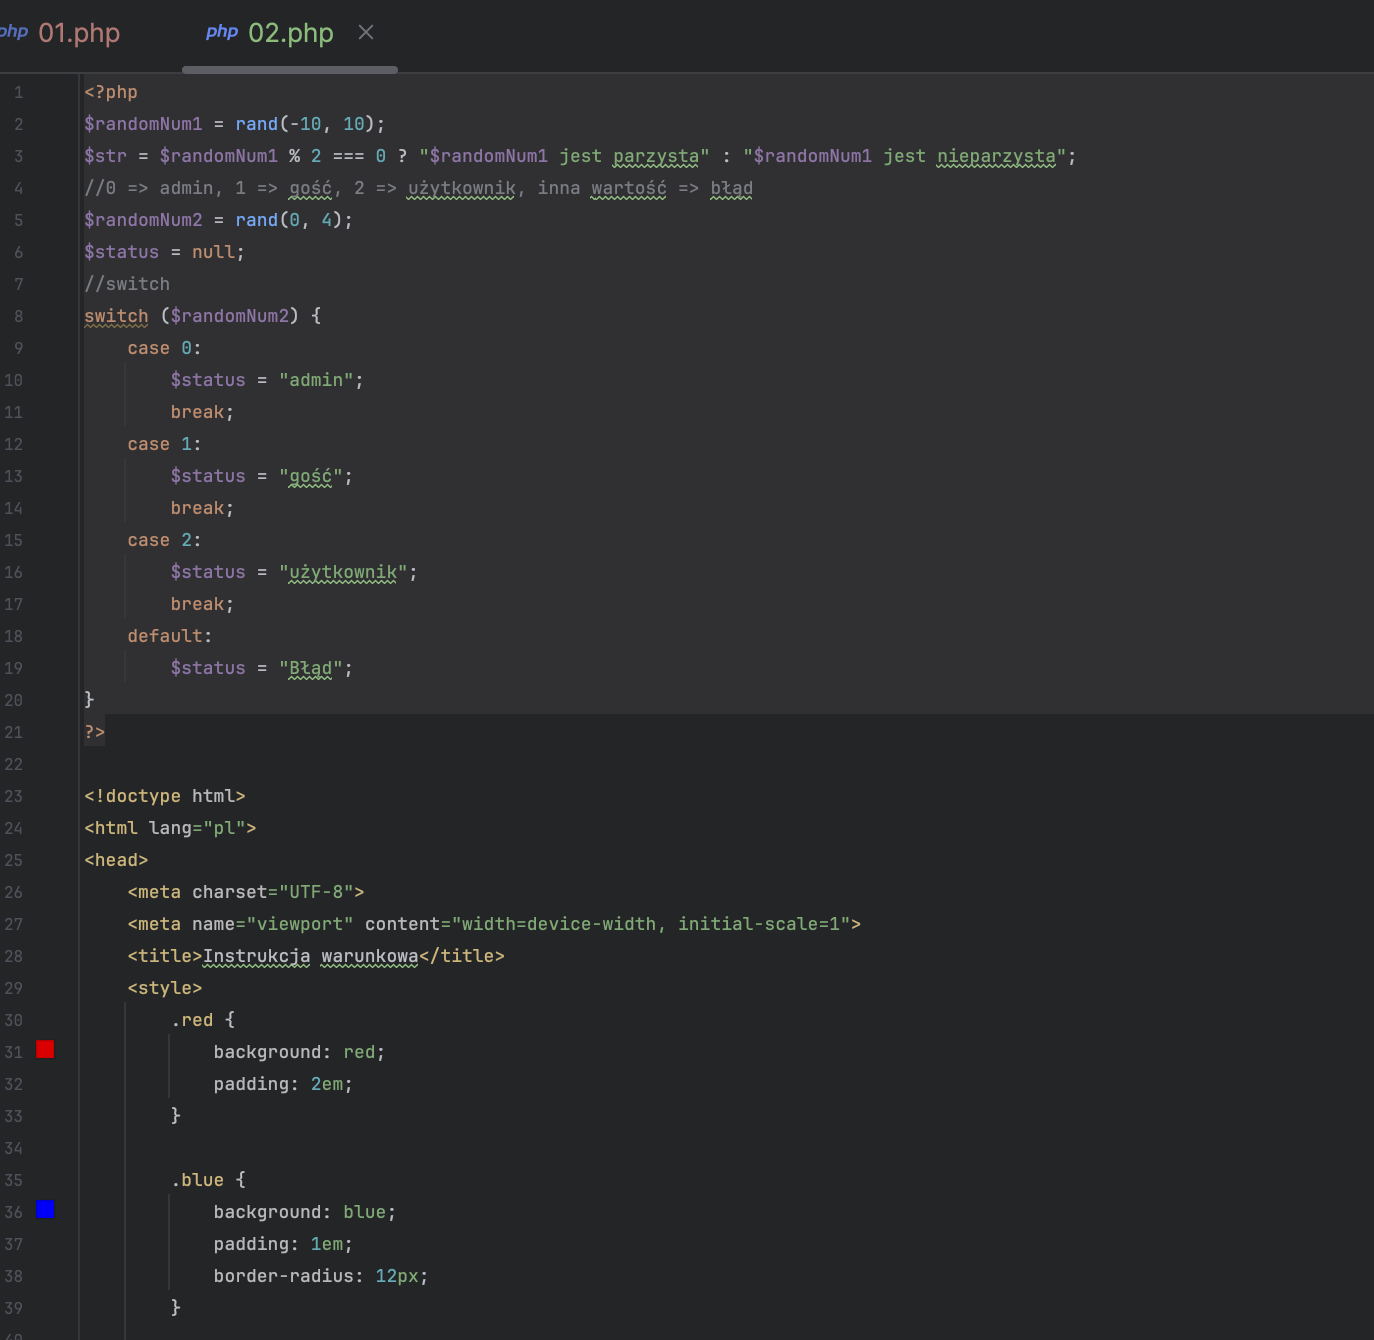 php 01.php php 02.php
1 <?php
2 $randomNum1 = rand(-10, 10);
3 $str = $randomNum1 % 2 === 0 ? "$randomNum1 jest parzysta" : "$randomNum1 jest nieparzysta";
4 //0 => admin, 1 => gość, 2 => użytkownik, inna wartość => błąd
5 $randomNum2 = rand(0, 4);
6 $status = null;
7 //switch
8 switch ($randomNum2) {
9     case 0:
10         $status = "admin";
11         break;
12     case 1:
13         $status = "gość";
14         break;
15     case 2:
16         $status = "użytkownik";
17         break;
18     default:
19         $status = "Błąd";
20 }
21 ?>
22
23 <!doctype html>
24 <html lang="pl">
25 <head>
26     <meta charset="UTF-8">
27     <meta name="viewport" content="width=device-width, initial-scale=1">
28     <title>Instrukcja warunkowa</title>
29     <style>
30         .red {
31             background: red;
32             padding: 2em;
33         }
34
35         .blue {
36             background: blue;
37             padding: 1em;
38             border-radius: 12px;
39         }
40